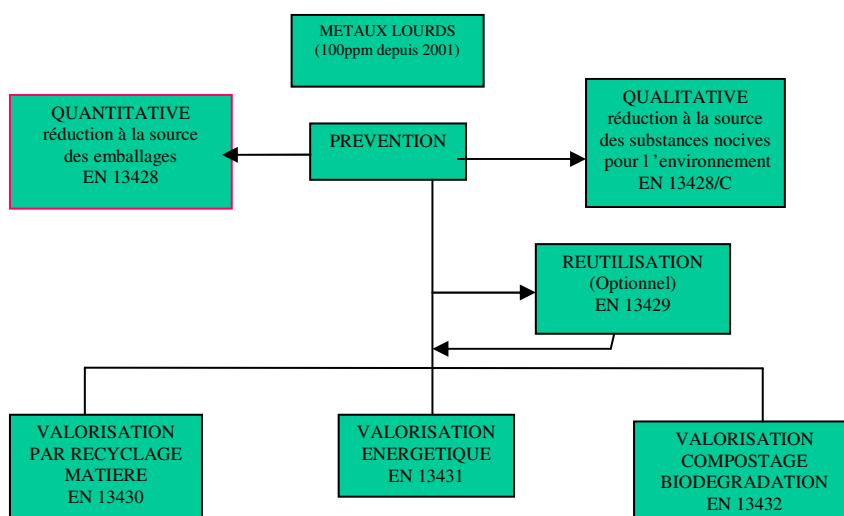 METAUX LOURDS
(100ppm depuis 2001)
QUANTITATIVE
réduction à la source
des emballages
EN 13428
PREVENTION
QUALITATIVE
réduction à la source
des substances nocives
pour l ’environnement
EN 13428/C
REUTILISATION
(Optionnel)
EN 13429
VALORISATION
PAR RECYCLAGE
MATIERE
EN 13430
VALORISATION
ENERGETIQUE
EN 13431
VALORISATION
COMPOSTAGE
BIODEGRADATION
EN 13432